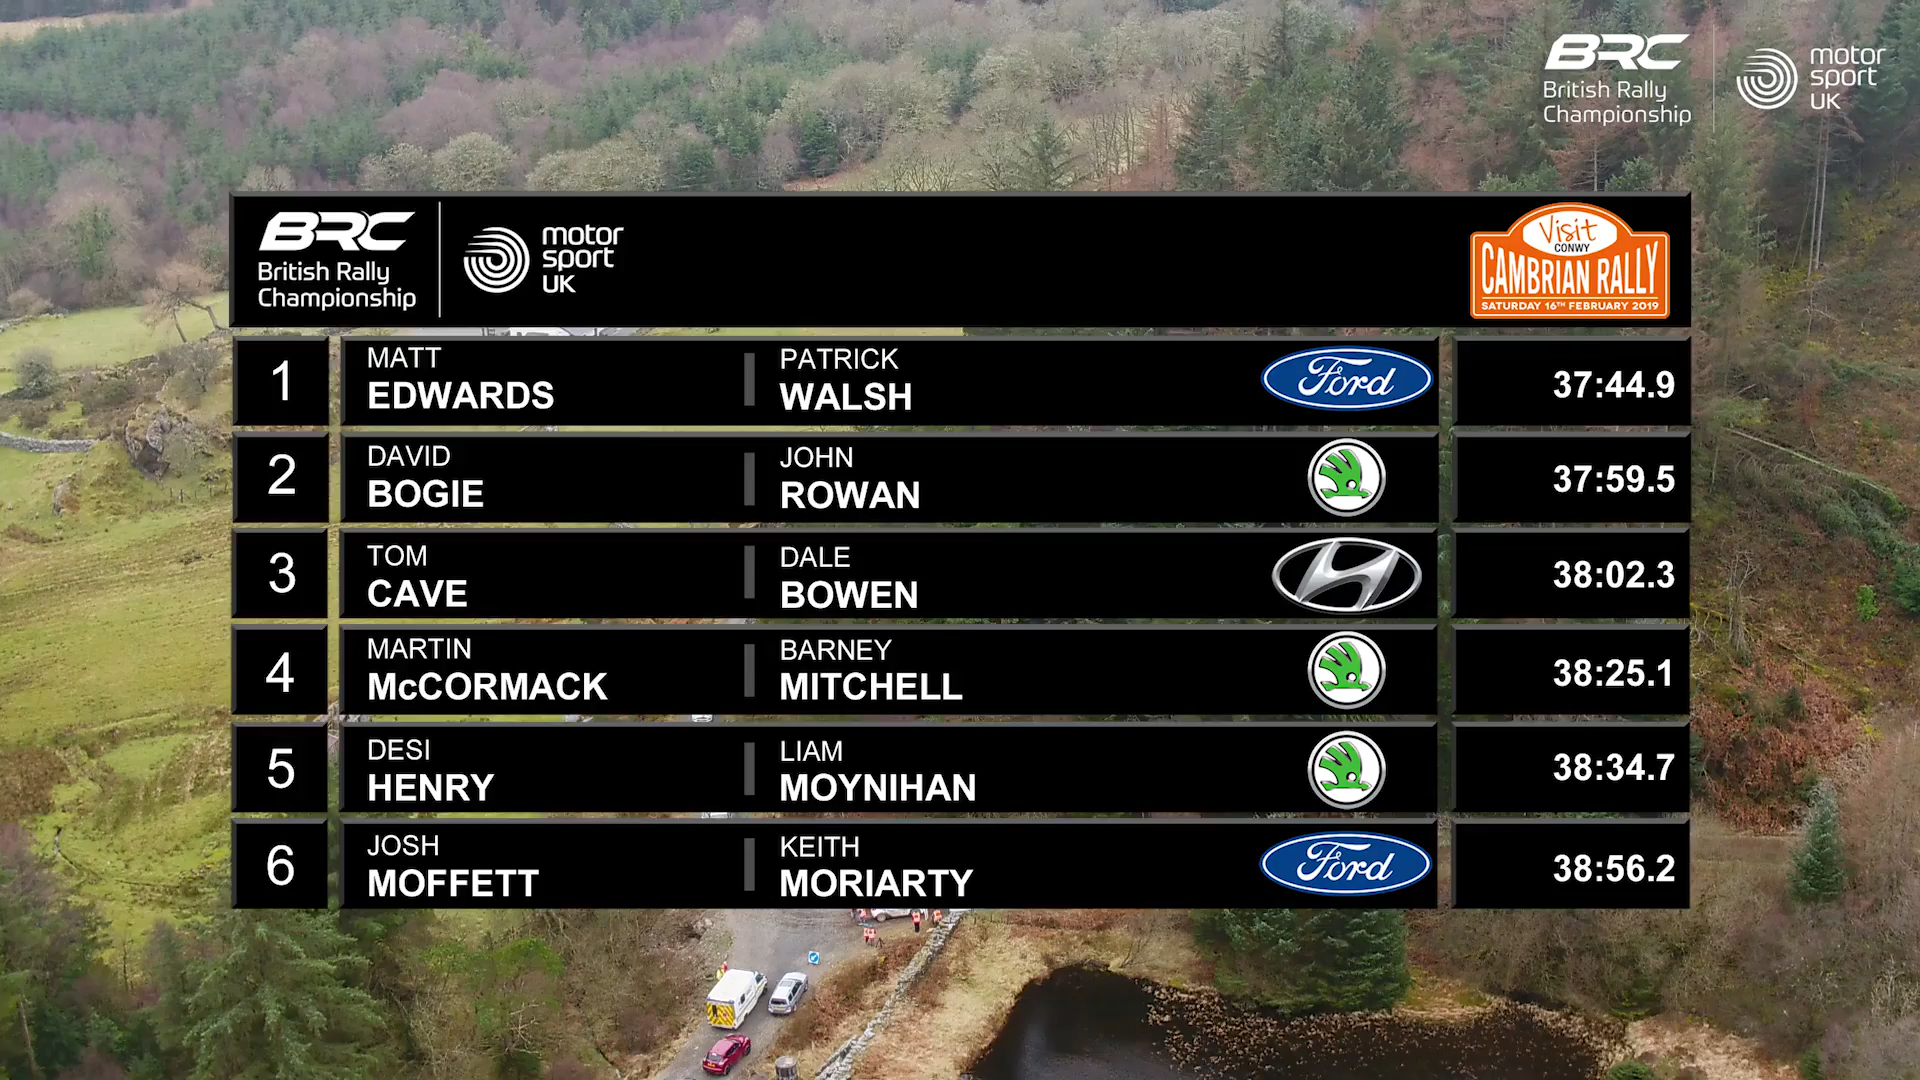 BRC
British Rally
Championship
motor
sport
UK
BRC
British Rally
Championship
motor
sport
UK
Visit
CONWY
CAMBRIAN RALLY
SATURDAY 16TH FEBRUARY 2019
1
MATT
EDWARDS
PATRICK
WALSH
Ford
37:44.9
2
DAVID
BOGIE
JOHN
ROWAN
37:59.5
3
TOM
CAVE
DALE
BOWEN
38:02.3
4
MARTIN
McCORMACK
BARNEY
MITCHELL
38:25.1
5
DESI
HENRY
LIAM
MOYNIHAN
38:34.7
6
JOSH
MOFFETT
KEITH
MORIARTY
Ford
38:56.2